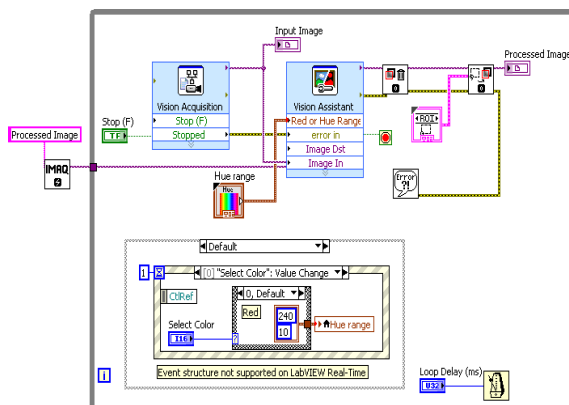 Input Image
Processed Image
Vision Acquisition
Stop (F)
Stopped
Vision Assistant
Red or Hue Range
error in
Image Dst
Image In
Stop (F)
TF
Processed Image
IMAQ
ROI
Error
?!
Hue
Hue range
Default
1
[0] "Select Color": Value Change
CtlRef
0, Default
Red
240
10
Hue range
Select Color
I16
?
Event structure not supported on LabVIEW Real-Time
i
Loop Delay (ms)
U32